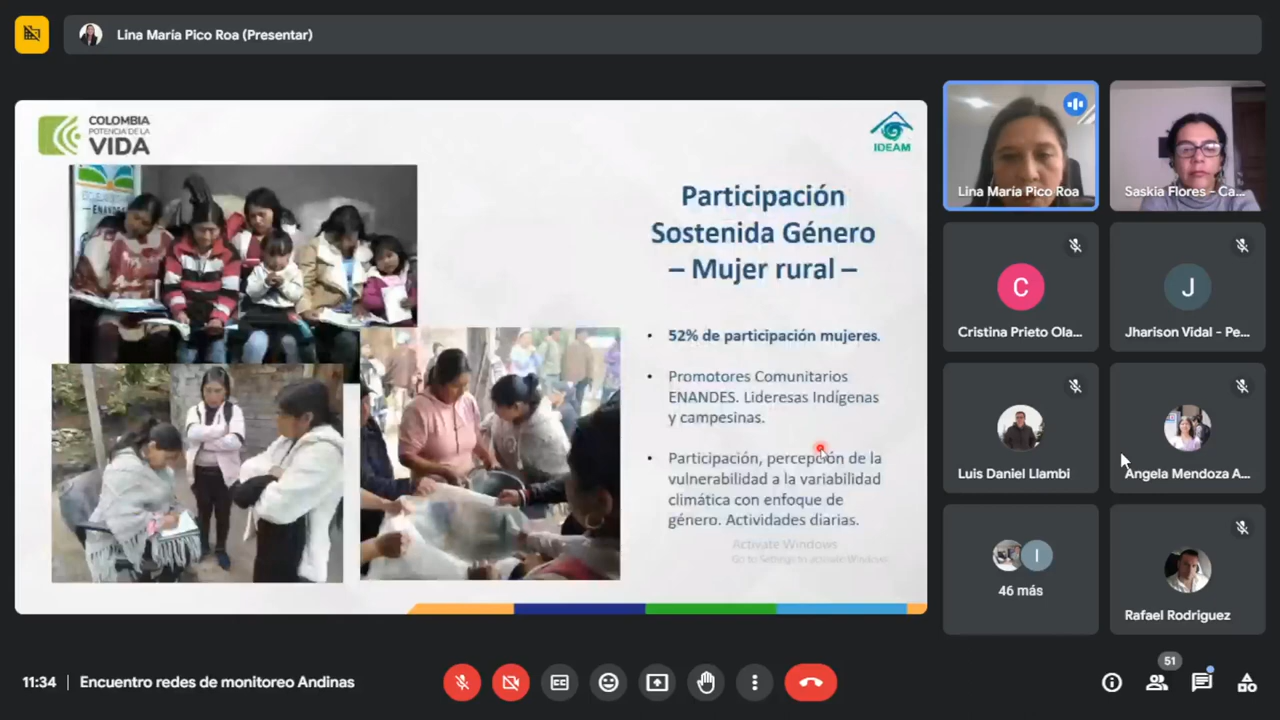 Lina María Pico Roa (Presentar)
COLOMBIA
POTENCIA DE LA
VIDA
IDEAM
Participación
Sostenida Género
– Mujer rural –
• 52% de participación mujeres.
• Promotores Comunitarios
ENANDES. Lideresas Indígenas
y campesinas.
• Participación, percepción de la
vulnerabilidad a la variabilidad
climática con enfoque de
género. Actividades diarias.
Activate Windows
Go to Settings to activate Windows.
Lina María Pico Roa
Saskia Flores - Ca...
C
Cristina Prieto Ola...
J
Jharison Vidal - Pe...
Luis Daniel Llambi
Ángela Mendoza A...
I
46 más
Rafael Rodriguez
11:34 | Encuentro redes de monitoreo Andinas
51